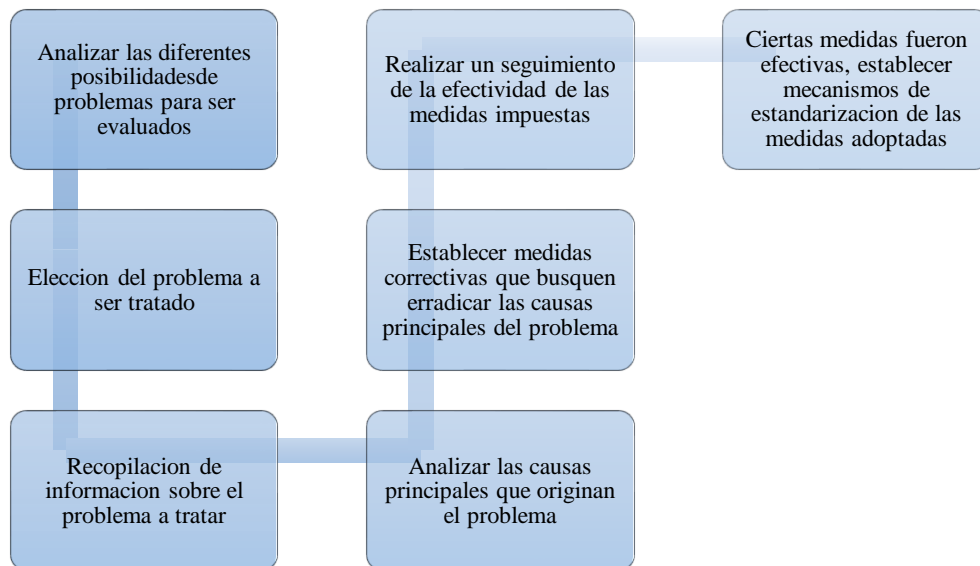 Analizar las diferentes
posibilidadesde
problemas para ser
evaluados
Eleccion del problema a
ser tratado
Recopilacion de
informacion sobre el
problema a tratar
Analizar las causas
principales que originan
el problema
Establecer medidas
correctivas que busquen
erradicar las causas
principales del problema
Realizar un seguimiento
de la efectividad de las
medidas impuestas
Ciertas medidas fueron
efectivas, establecer
mecanismos de
estandarizacion de las
medidas adoptadas